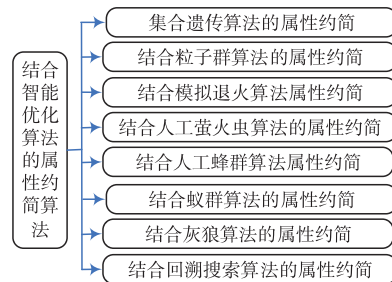 结合
智能
优化
算法
的属
性约
简算
法
集合遗传算法的属性约简
结合粒子群算法的属性约简
结合模拟退火算法属性约简
结合人工萤火虫算法的属性约简
结合人工蜂群算法属性约简
结合蚁群算法的属性约简
结合灰狼算法的属性约简
结合回溯搜索算法的属性约简